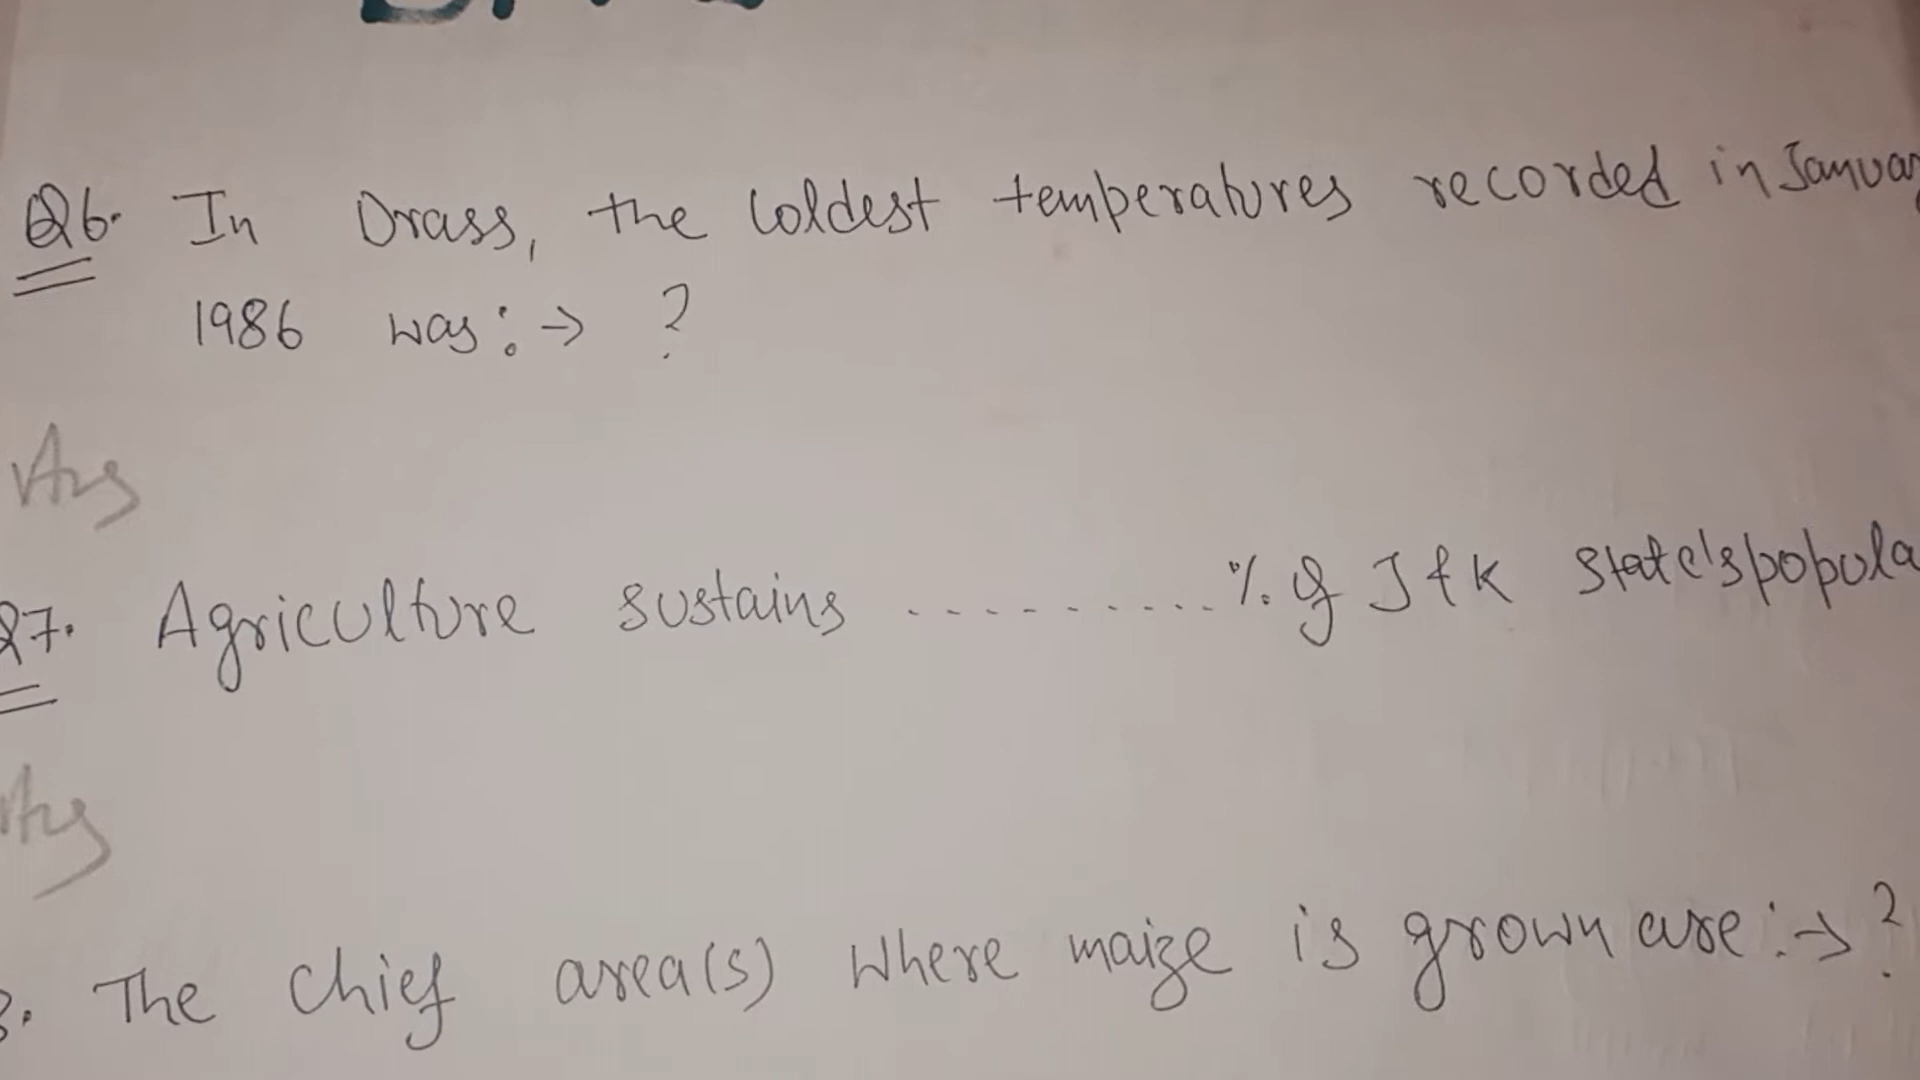 Q6. In Drass, the Coldest temperatures recorded in Januar
1986 was :→ ?
Ans
Q7. Agriculture sustains .......... % of J & K State's popula
Ans
3. The Chief area(s) Where maize is grown are :→ ?